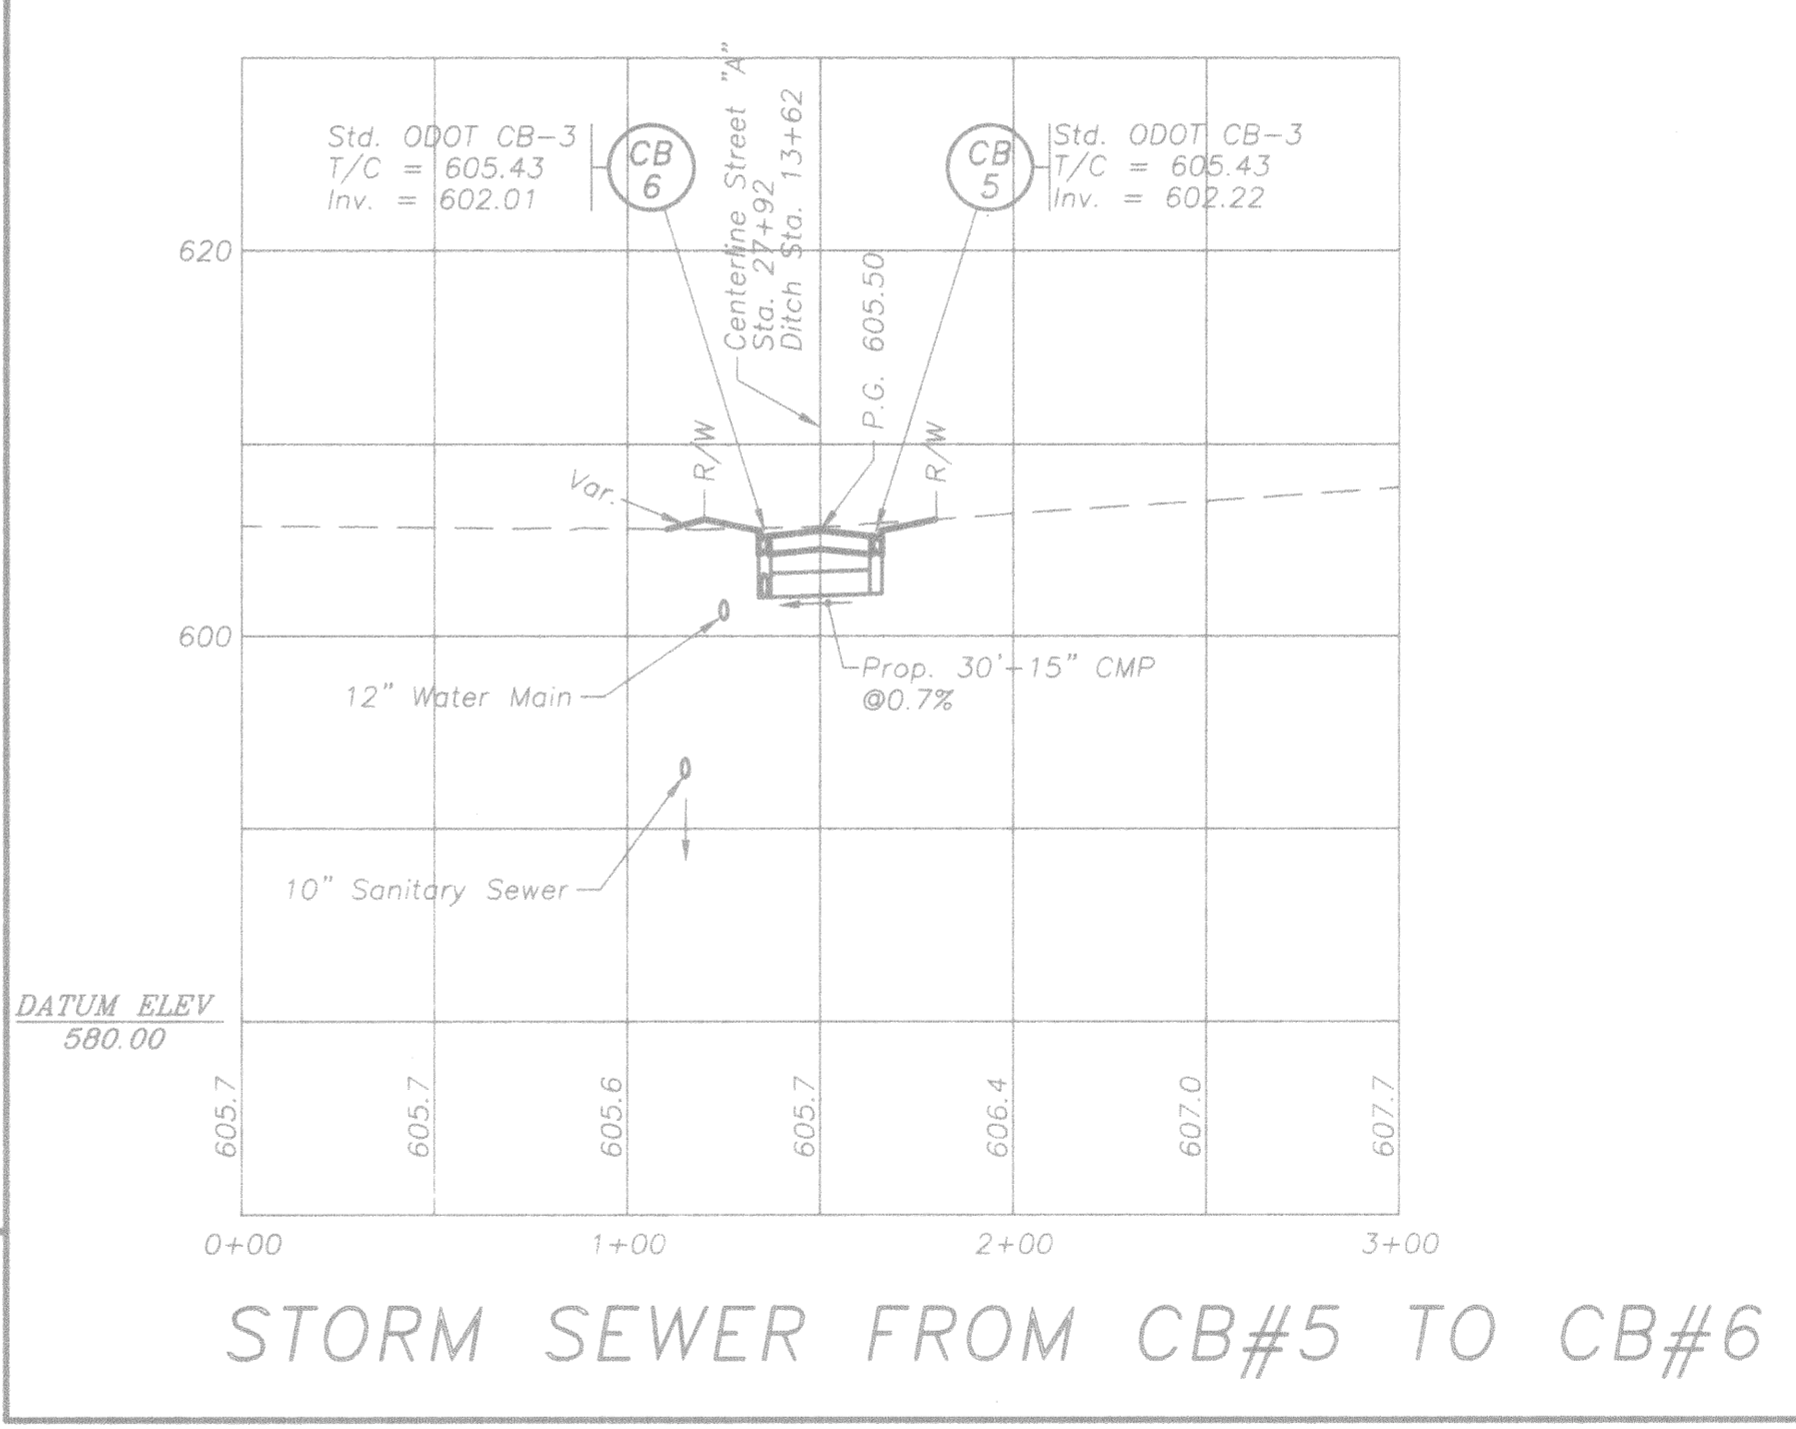 Std. ODOT CB-3
T/C = 605.43
Inv. = 602.01
CB
6
Centerline Street "A"
Sta. 27+92
Ditch Sta. 13+62
P.G. 605.50
CB
5
Std. ODOT CB-3
T/C = 605.43
Inv. = 602.22
620
R/W
R/W
Var.
600
12" Water Main
Prop. 30'-15" CMP
@0.7%
10" Sanitary Sewer
DATUM ELEV
580.00
605.7
605.7
605.6
605.7
606.4
607.0
607.7
0+00
1+00
2+00
3+00
STORM SEWER FROM CB#5 TO CB#6